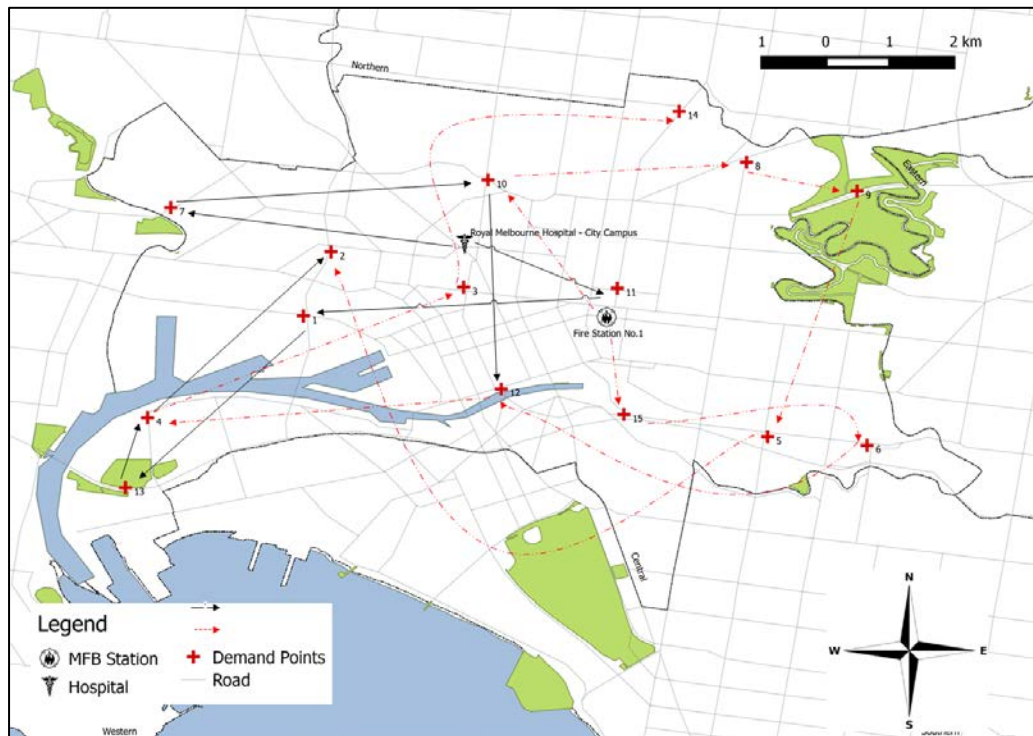 1 0 1 2 km
Northern
14
8
Eastern
10
9
7
Royal Melbourne Hospital - City Campus
2
3
11
1
Fire Station No.1
12
4
15
5
6
13
Central
N
W E
S
Legend
MFB Station
Demand Points
Hospital
Road
Western
Southern